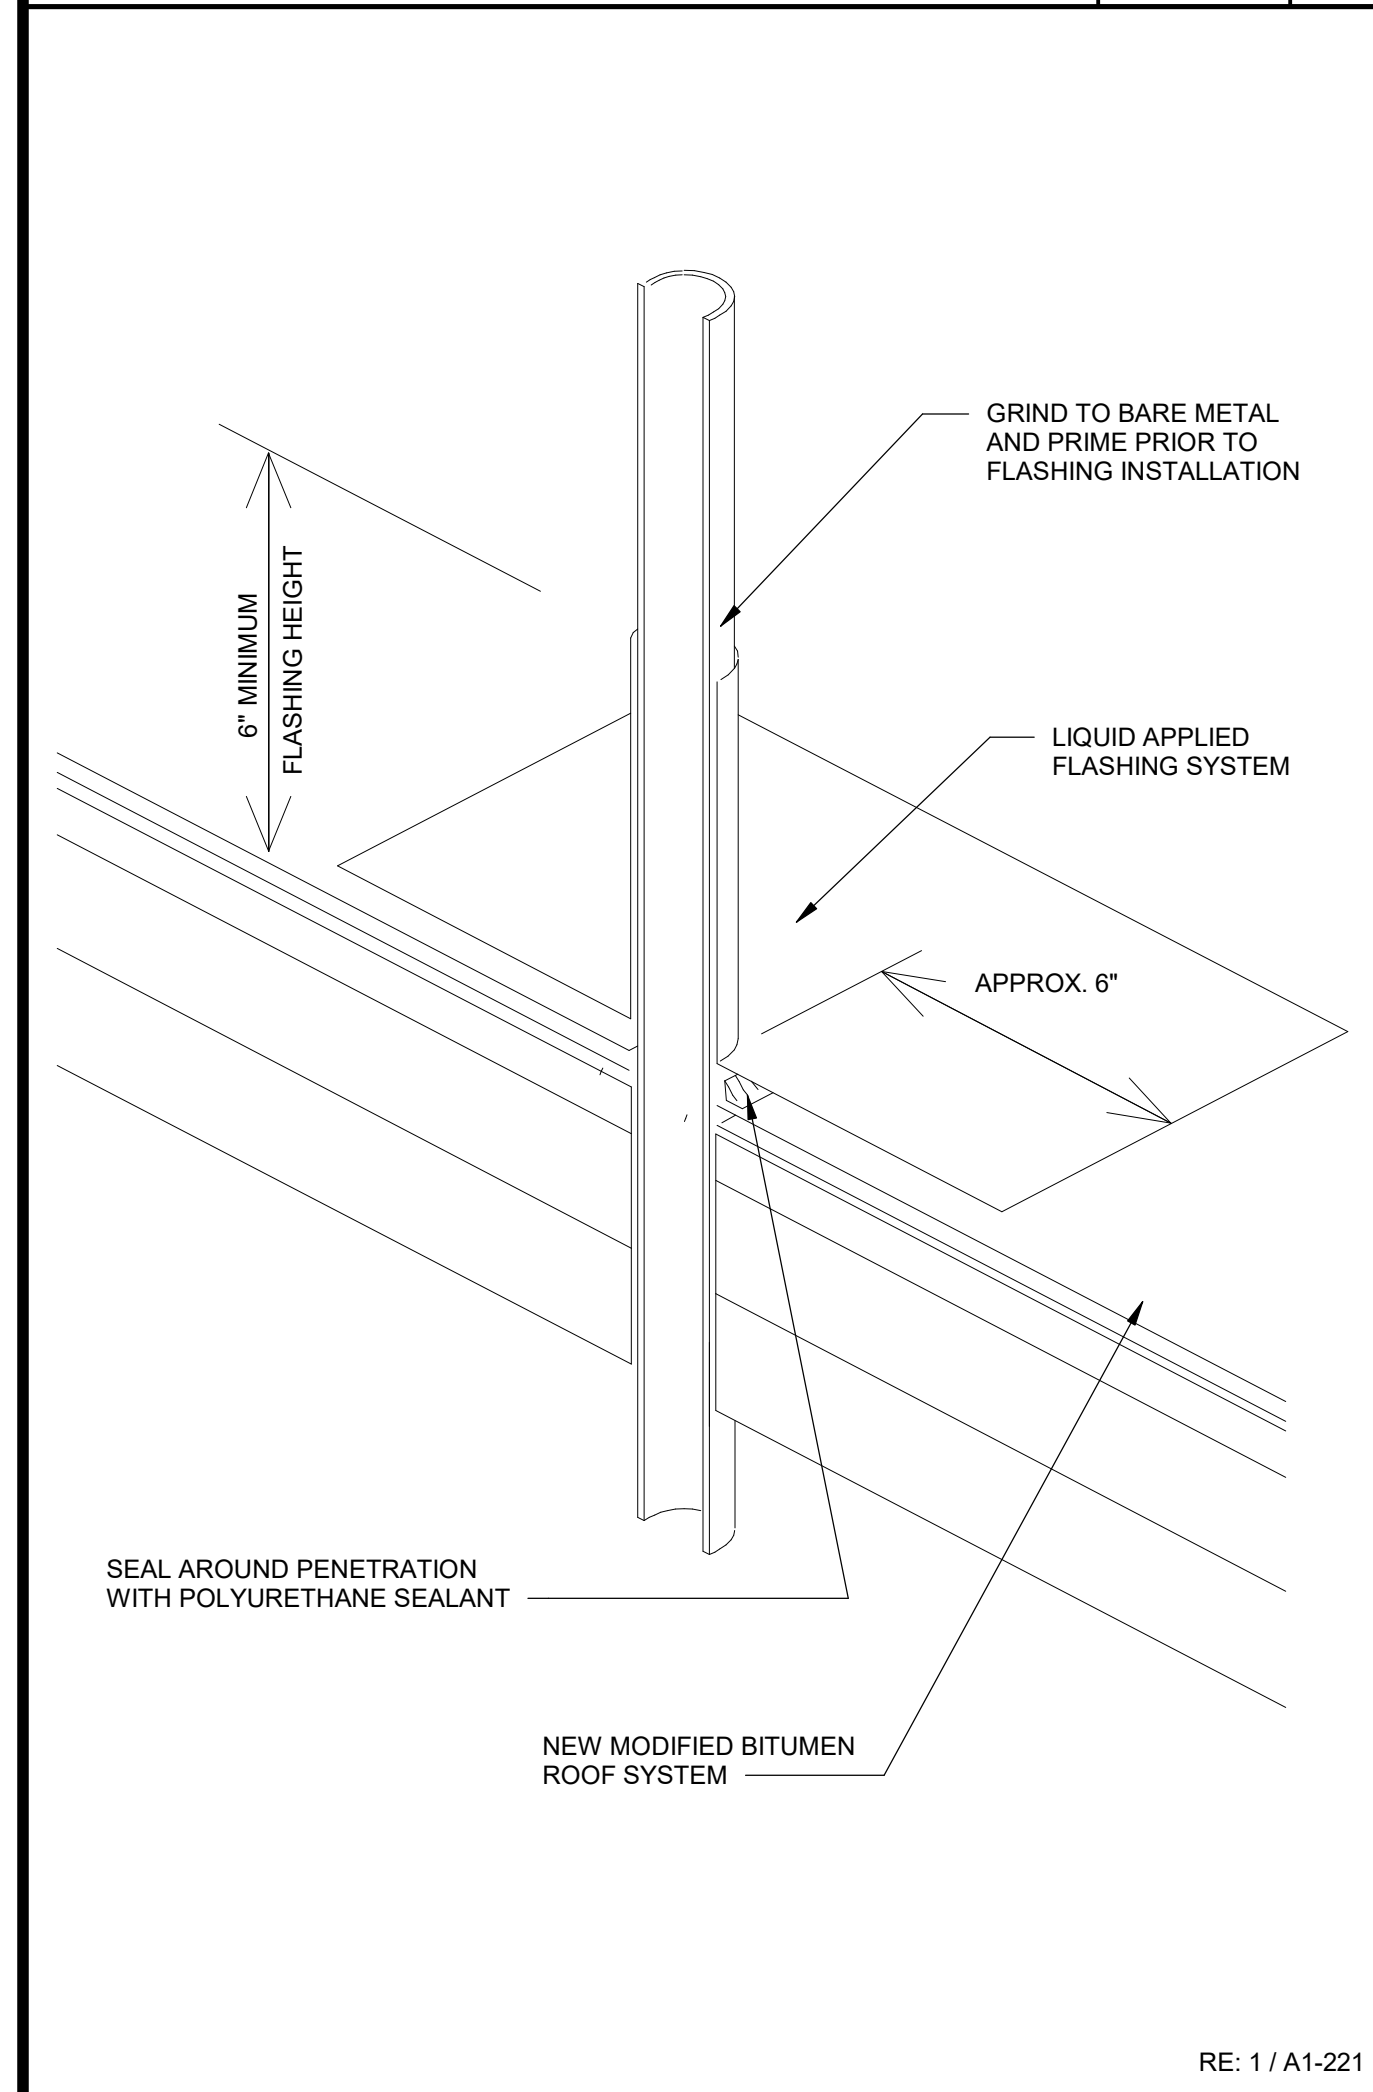 GRIND TO BARE METAL
AND PRIME PRIOR TO
FLASHING INSTALLATION
6" MINIMUM
FLASHING HEIGHT
LIQUID APPLIED
FLASHING SYSTEM
APPROX. 6"
SEAL AROUND PENETRATION
WITH POLYURETHANE SEALANT
NEW MODIFIED BITUMEN
ROOF SYSTEM
RE: 1 / A1-221